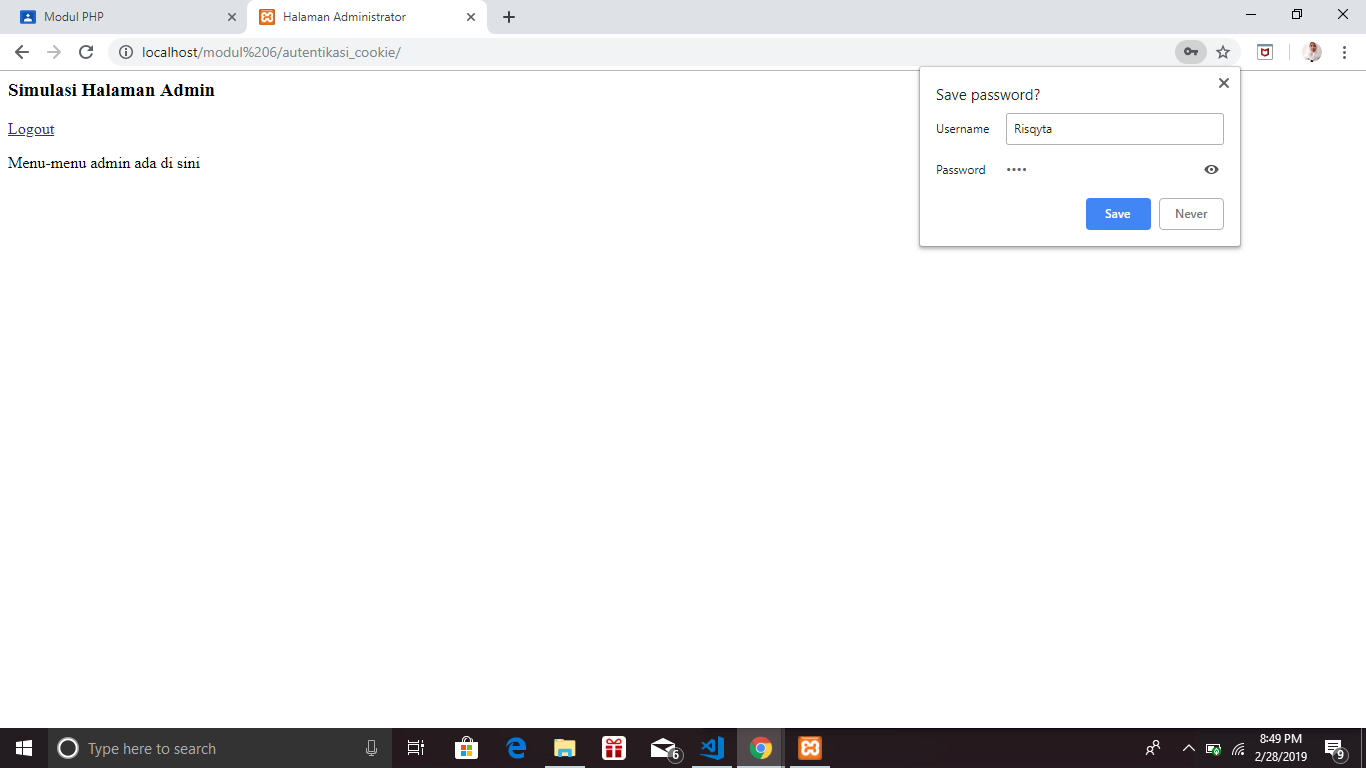 Modul PHP
Halaman Administrator
localhost/modul%206/autentikasi_cookie/
Simulasi Halaman Admin
Logout
Menu-menu admin ada di sini
Save password?
Username Risqyta
Password ••••
Save Never
Type here to search
6
8:49 PM
2/28/2019
9